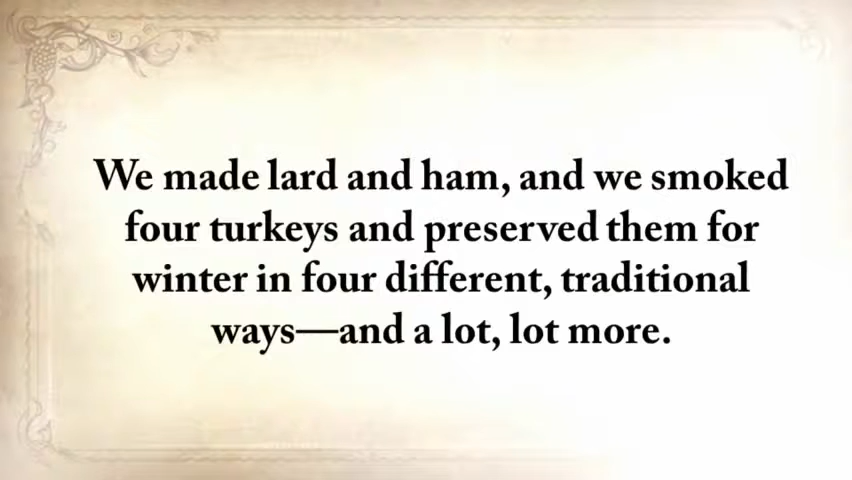 We made lard and ham, and we smoked
four turkeys and preserved them for
winter in four different, traditional
ways—and a lot, lot more.